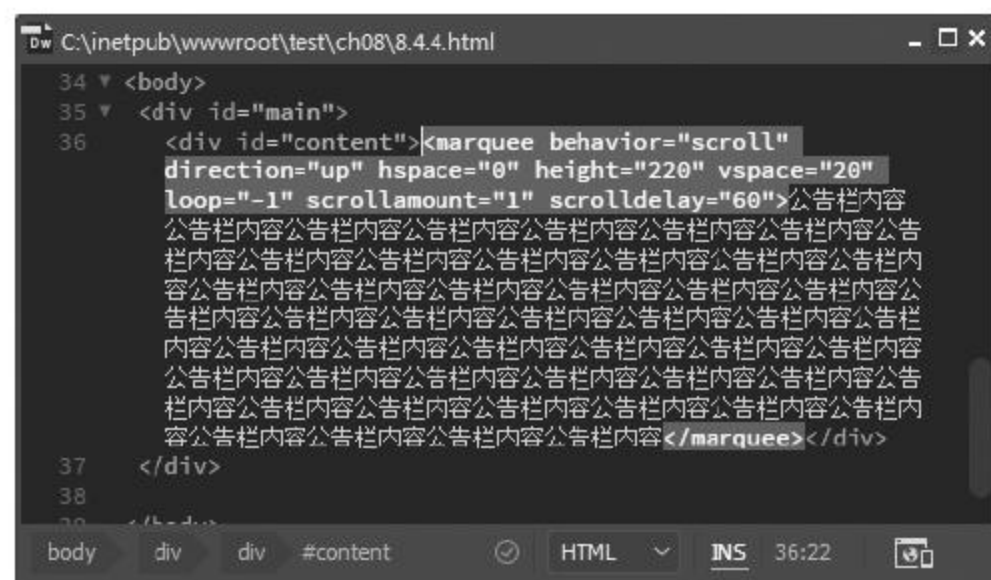 Dw C:\inetpub\wwwroot\test\ch08\8.4.4.html
34 ▼ <body>
35 ▼ <div id="main">
36 <div id="content"><marquee behavior="scroll"
direction="up" hspace="0" height="220" vspace="20"
loop="-1" scrollamount="1" scrolldelay="60">公告栏内容
公告栏内容公告栏内容公告栏内容公告栏内容公告栏内容公告栏内容公告
栏内容公告栏内容公告栏内容公告栏内容公告栏内容公告栏内容公告栏内
容公告栏内容公告栏内容公告栏内容公告栏内容公告栏内容公告栏内容公
告栏内容公告栏内容公告栏内容公告栏内容公告栏内容公告栏内容公告栏
内容公告栏内容公告栏内容公告栏内容公告栏内容公告栏内容公告栏内容
公告栏内容公告栏内容公告栏内容公告栏内容公告栏内容公告栏内容公告
栏内容公告栏内容公告栏内容公告栏内容公告栏内容公告栏内容公告栏内
容公告栏内容公告栏内容公告栏内容公告栏内容</marquee></div>
37 </div>
38
body div div #content HTML INS 36:22